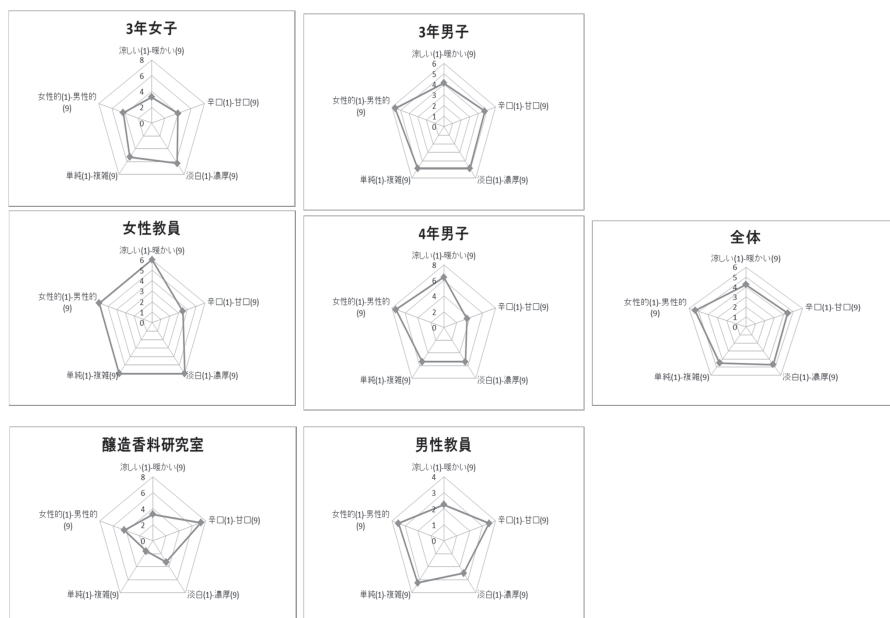 3年女子
涼しい(1)-暖かい(9)
8
6
4
2
0
辛口(1)-甘口(9)
淡白(1)-濃厚(9)
単純(1)-複雑(9)
女性的(1)-男性的
(9)
3年男子
涼しい(1)-暖かい(9)
6
5
4
3
2
1
0
辛口(1)-甘口(9)
淡白(1)-濃厚(9)
単純(1)-複雑(9)
女性的(1)-男性的
(9)
女性教員
涼しい(1)-暖かい(9)
6
5
4
3
2
1
0
辛口(1)-甘口(9)
淡白(1)-濃厚(9)
単純(1)-複雑(9)
女性的(1)-男性的
(9)
4年男子
涼しい(1)-暖かい(9)
8
6
4
2
0
辛口(1)-甘口(9)
淡白(1)-濃厚(9)
単純(1)-複雑(9)
女性的(1)-男性的
(9)
全体
涼しい(1)-暖かい(9)
6
5
4
3
2
1
0
辛口(1)-甘口(9)
淡白(1)-濃厚(9)
単純(1)-複雑(9)
女性的(1)-男性的
(9)
醸造香料研究室
涼しい(1)-暖かい(9)
8
6
4
2
0
辛口(1)-甘口(9)
淡白(1)-濃厚(9)
単純(1)-複雑(9)
女性的(1)-男性的
(9)
男性教員
涼しい(1)-暖かい(9)
4
3
2
1
0
辛口(1)-甘口(9)
淡白(1)-濃厚(9)
単純(1)-複雑(9)
女性的(1)-男性的
(9)